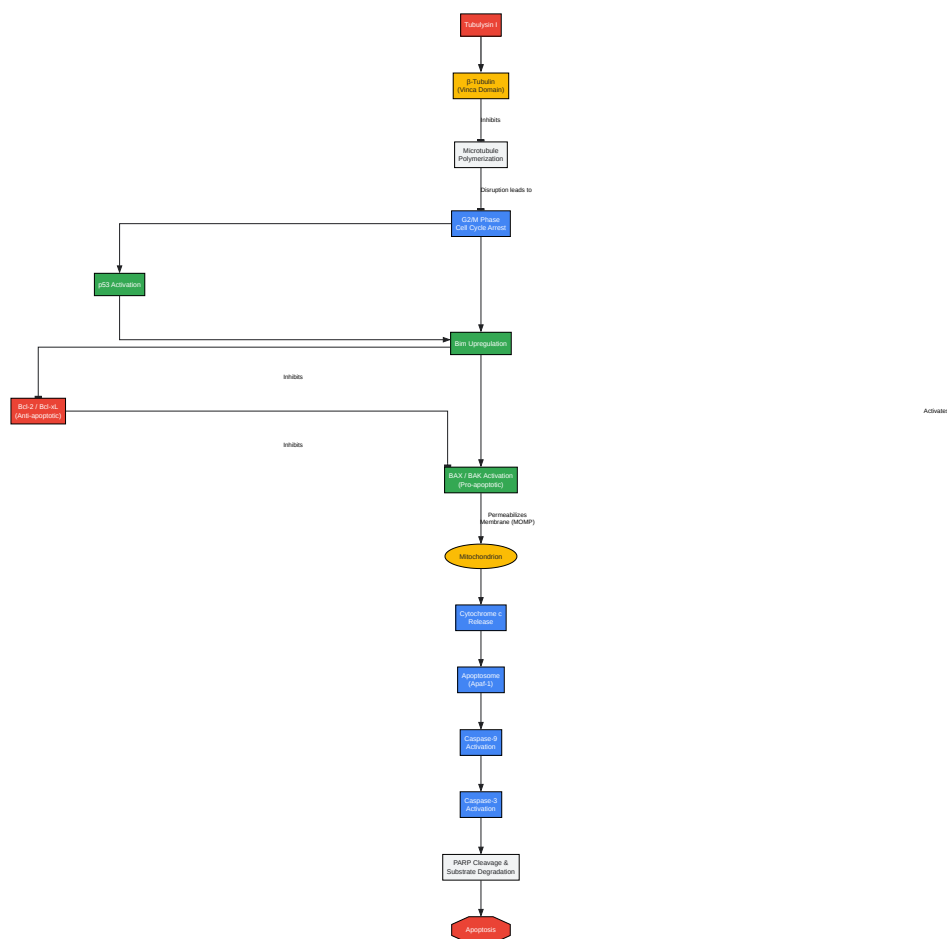 Tubulysin I
β-Tubulin
(Vinca Domain)
Inhibits
Microtubule
Polymerization
Disruption leads to
G2/M Phase
Cell Cycle Arrest
p53 Activation
Bim Upregulation
Inhibits
Bcl-2 / Bcl-xL
(Anti-apoptotic)
Activates
Inhibits
BAX / BAK Activation
(Pro-apoptotic)
Permeabilizes
Membrane (MOMP)
Mitochondrion
Cytochrome c
Release
Apoptosome
(Apaf-1)
Caspase-9
Activation
Caspase-3
Activation
PARP Cleavage &
Substrate Degradation
Apoptosis